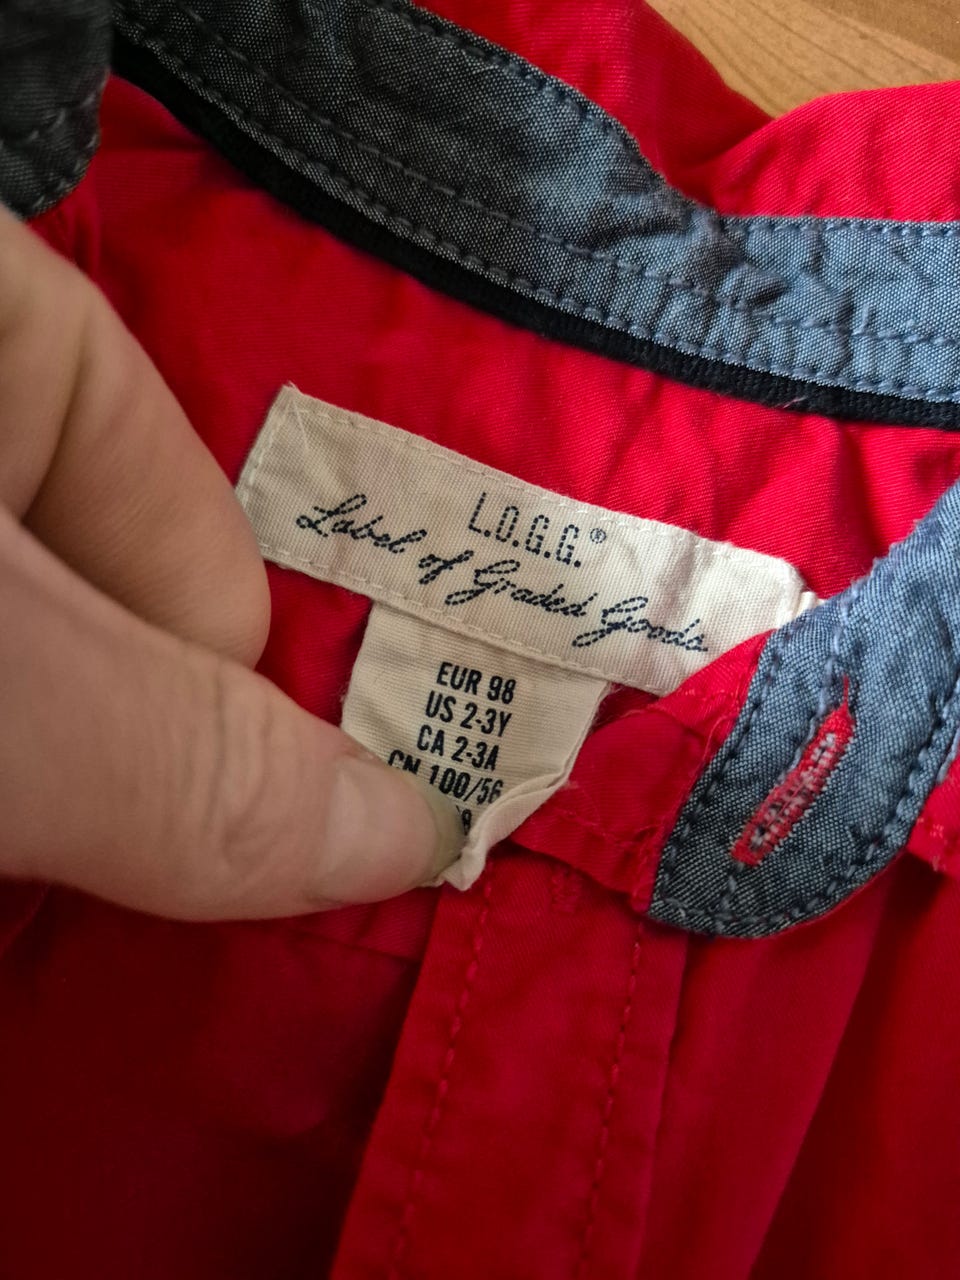 L.O.G.G.®
Label of Graded Goods
EUR 98
US 2-3Y
CA 2-3A
CN 100/56